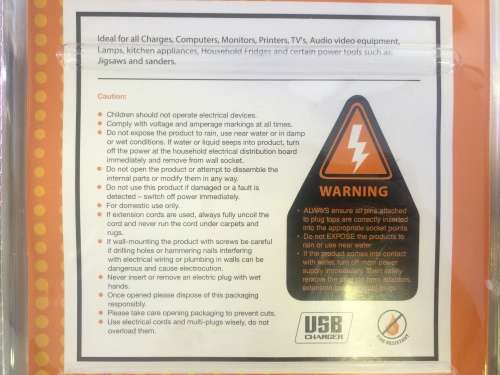 Ideal for all Charges, Computers, Monitors, Printers, TV's, Audio video equipment,
Lamps, kitchen appliances, Household Fridges and certain power tools such as:
Jigsaws and sanders.
Caution:
• Children should not operate electrical devices.
• Comply with voltage and amperage markings at all times.
• Do not expose the product to rain, use near water or in damp
or wet conditions. If water or liquid seeps into product, turn
off the power at the household electrical distribution board
immediately and remove from wall socket.
• Do not open the product or attempt to dissemble the
internal parts or modify them in any way.
• Do not use this product if damaged or a fault is
detected – switch off power immediately.
• For domestic use only.
• If extension cords are used, always fully uncoil the
cord and never run the cord under carpets and
rugs.
• If wall-mounting the product with screws be careful
if drilling holes or hammering nails interfering
with electrical wiring or plumbing in walls can be
dangerous and cause electrocution.
• Never insert or remove an electric plug with wet
hands.
• Once opened please dispose of this packaging
responsibly.
• Please take care opening packaging to prevent cuts.
• Use electrical cords and multi-plugs wisely, do not
overload them.
WARNING
• ALWAYS ensure all pins attached
to plug tops are correctly inserted
into the appropriate socket points
• Do not EXPOSE the products to
rain or use near water
• If the product comes into contact
with water, turn off main power
supply immediately. Then safely
remove the plug
USB
CHARGER
FIRE RESISTANT